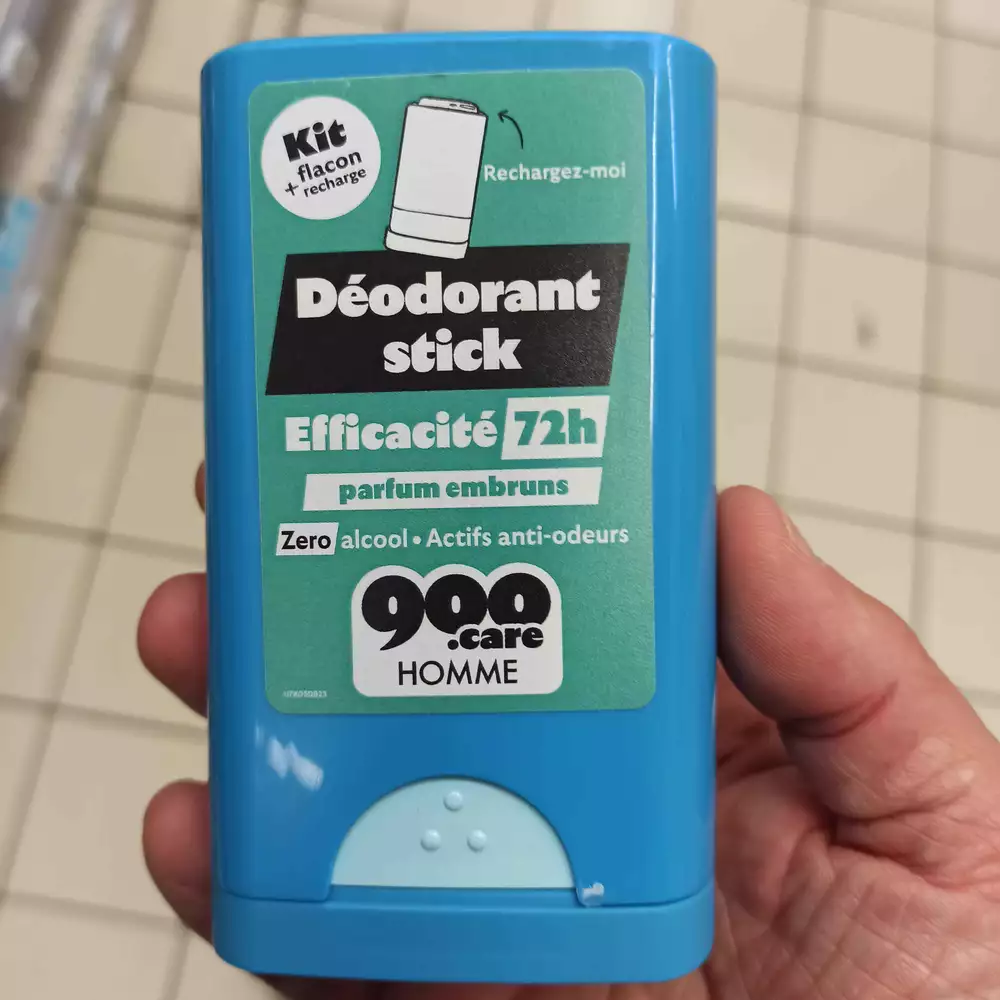 Kit
flacon
+ recharge
Rechargez-moi
Déodorant
stick
Efficacité 72h
parfum embruns
Zero alcool • Actifs anti-odeurs
900
.care
HOMME